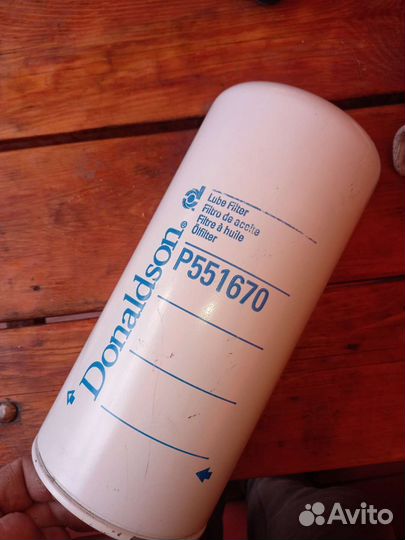 Donaldson®
Lube Filter
Filtro de aceite
Filtre à huile
Ölfilter
P551670
Avito